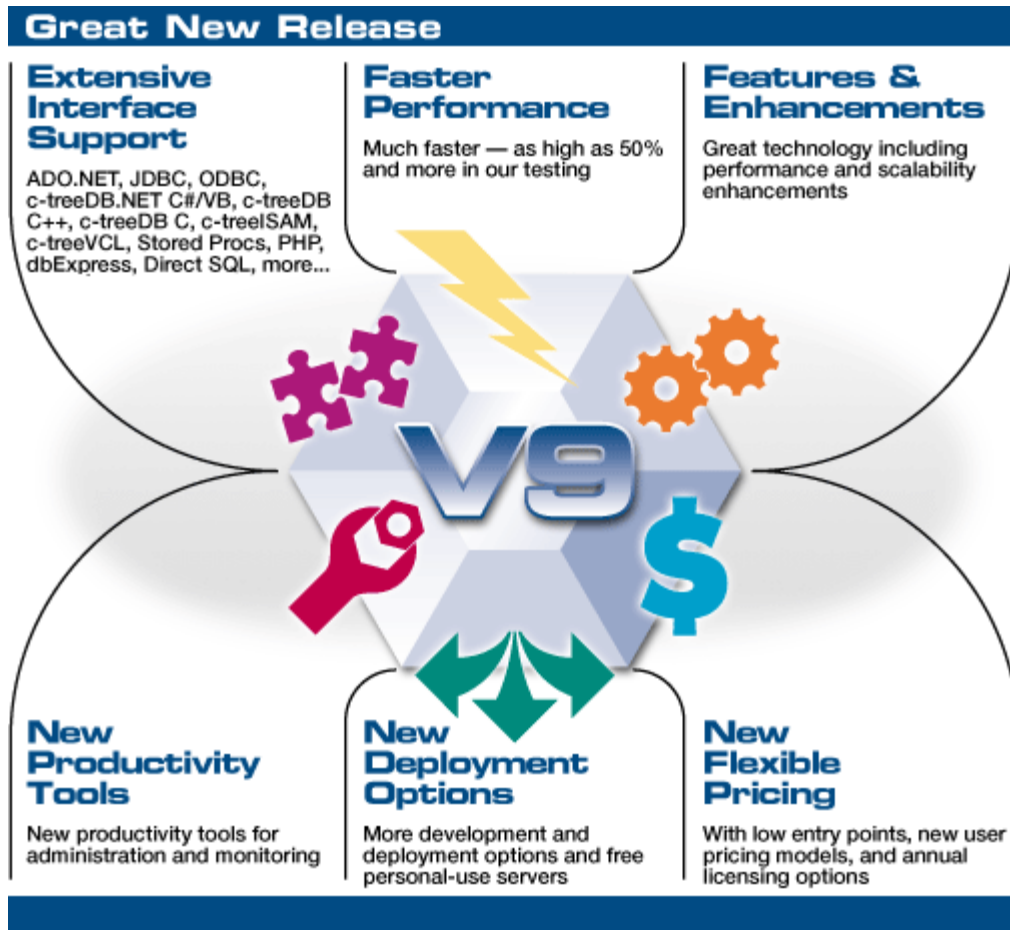 Great New Release
Extensive
Interface
Support
ADO.NET, JDBC, ODBC,
c-treeDB.NET C#/VB, c-treeDB
C++, c-treeDB C, c-treeISAM,
c-treeVCL, Stored Procs, PHP,
dbExpress, Direct SQL, more...
Faster
Performance
Much faster — as high as 50%
and more in our testing
Features &
Enhancements
Great technology including
performance and scalability
enhancements
V9
$
New
Productivity
Tools
New productivity tools for
administration and monitoring
New
Deployment
Options
More development and
deployment options and free
personal-use servers
New
Flexible
Pricing
With low entry points, new user
pricing models, and annual
licensing options